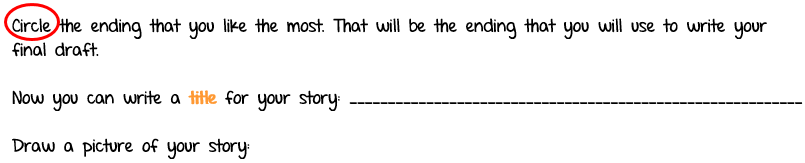 Circle the ending that you like the most. That will be the ending that you will use to write your
final draft.
Now you can write a title for your story: ____________________________________________________________
Draw a picture of your story: